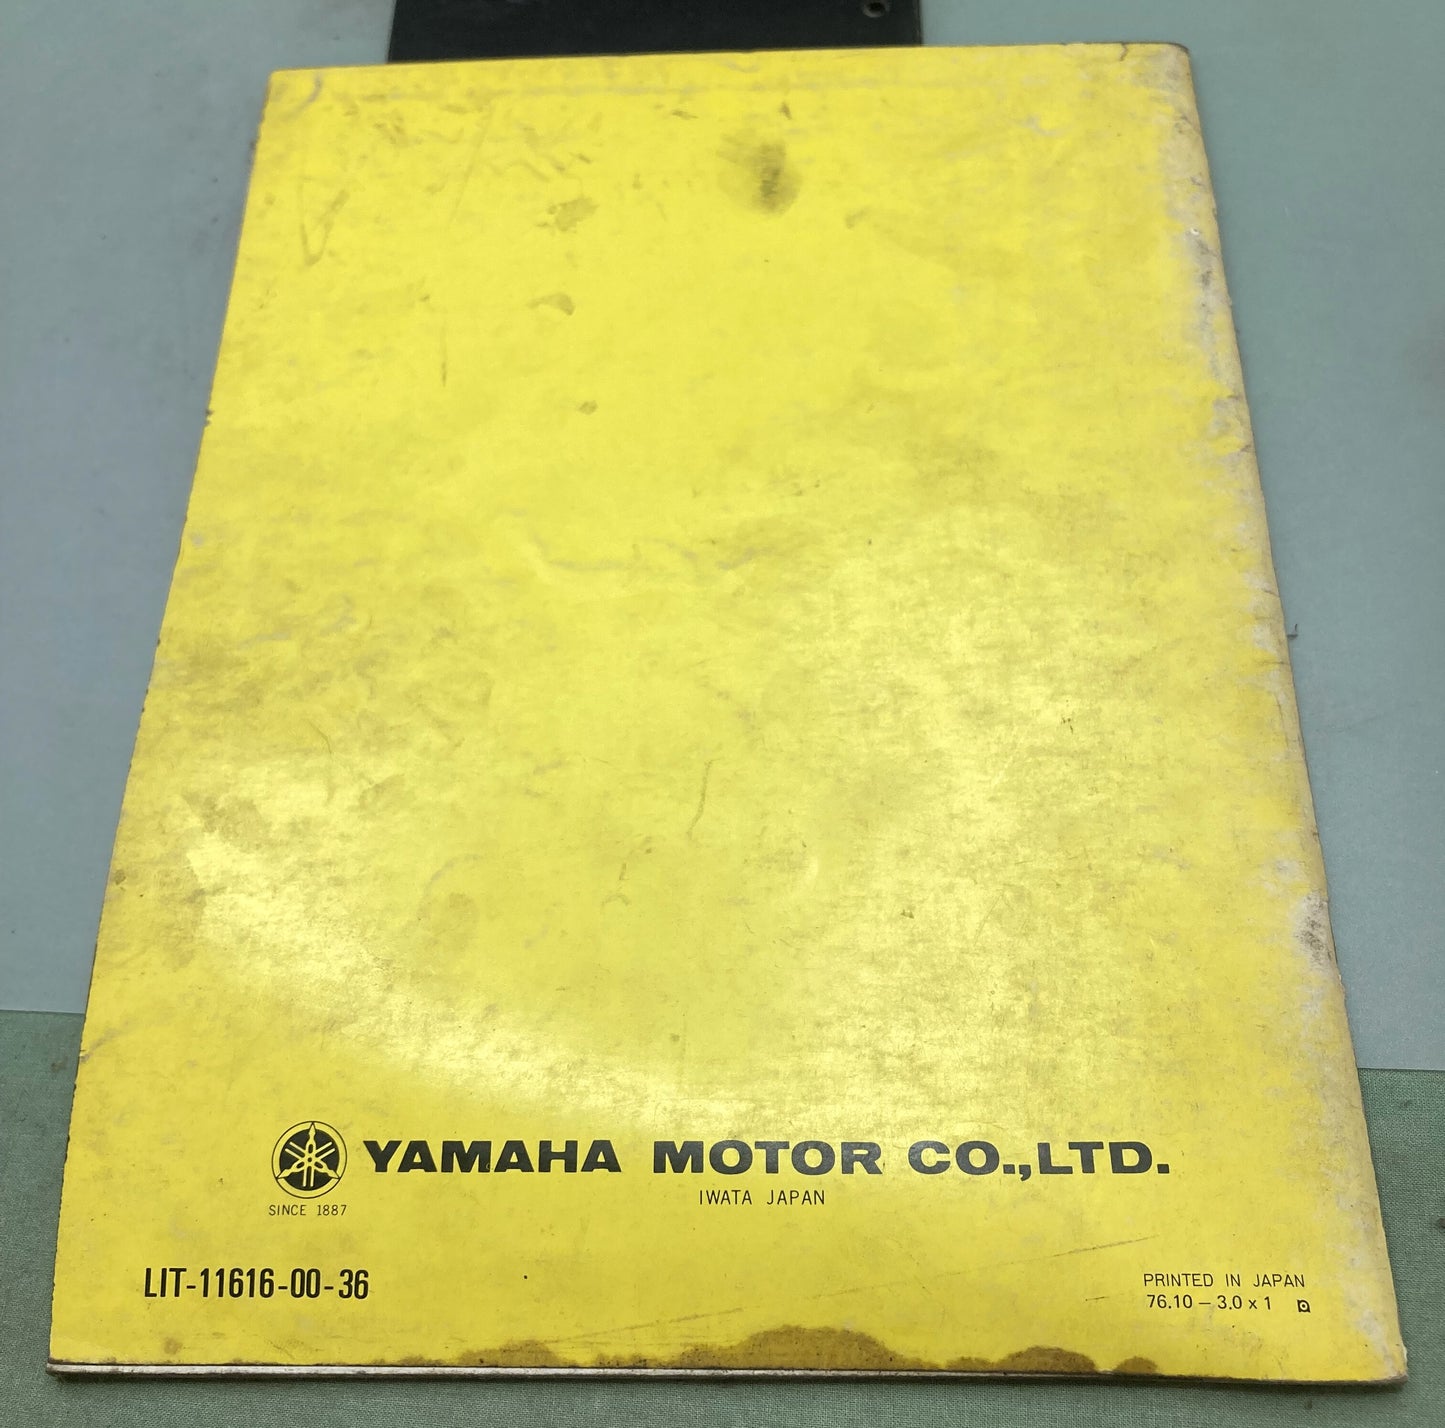 YAMAHA MOTOR CO.,LTD.
IWATA JAPAN
SINCE 1887
LIT-11616-00-36
PRINTED IN JAPAN
76.10 – 3.0 x 1